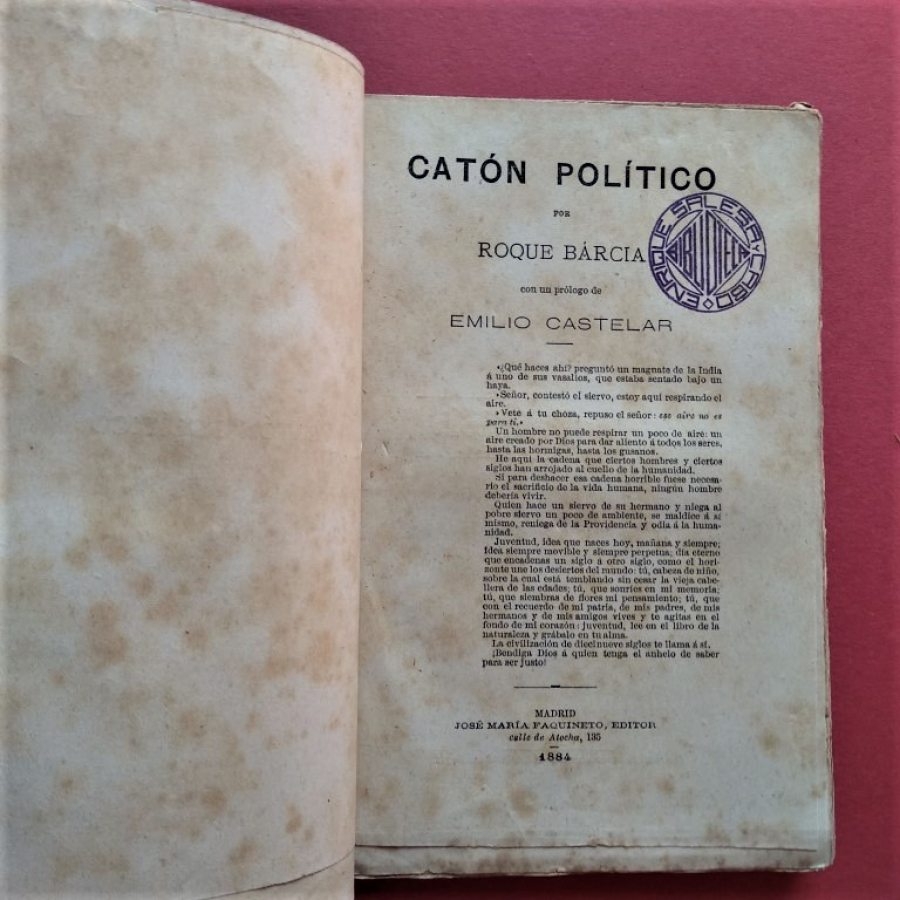 CATÓN POLÍTICO
POR
ROQUE BÁRCIA
con un prólogo de
EMILIO CASTELAR
ENRIQUE SALESA Y CABO
BIBLIOTECA
«¿Qué haces ahí? preguntó un magnate de la India
á uno de sus vasallos, que estaba sentado bajo un
haya.
»Señor, contestó el siervo, estoy aquí respirando el
aire.
»Vete á tu choza, repuso el señor: ese aire no es
para ti.»
Un hombre no puede respirar un poco de aire: un
aire creado por Dios para dar aliento á todos los seres,
hasta las hormigas, hasta los gusanos.
He aquí la cadena que ciertos hombres y ciertos
siglos han arrojado al cuello de la humanidad.
Si para deshacer esa cadena horrible fuese necesa-
rio el sacrificio de la vida humana, ningún hombre
debería vivir.
Quien hace un siervo de su hermano y niega al
pobre siervo un poco de ambiente, se maldice á sí
mismo, reniega de la Providencia y odia á la huma-
nidad.
Juventud, idea que naces hoy, mañana y siempre;
idea siempre movible y siempre perpetua; día eterno
que encadenas un siglo á otro siglo, como el hori-
zonte une los desiertos del mundo: tú, cabeza de niño,
sobre la cual está temblando sin cesar la vieja cabe-
llera de las edades; tú, que sonríes en mi memoria;
tú, que siembras de flores mi pensamiento; tú, que
con el recuerdo de mi patria, de mis padres, de mis
hermanos y de mis amigos vives y te agitas en el
fondo de mi corazón: juventud, lee en el libro de la
naturaleza y grábalo en tu alma.
La civilización de diecinueve siglos te llama á sí.
¡Bendiga Dios á quien tenga el anhelo de saber
para ser justo!
MADRID
JOSÉ MARÍA FAQUINETO, EDITOR
calle de Atocha, 135
1884